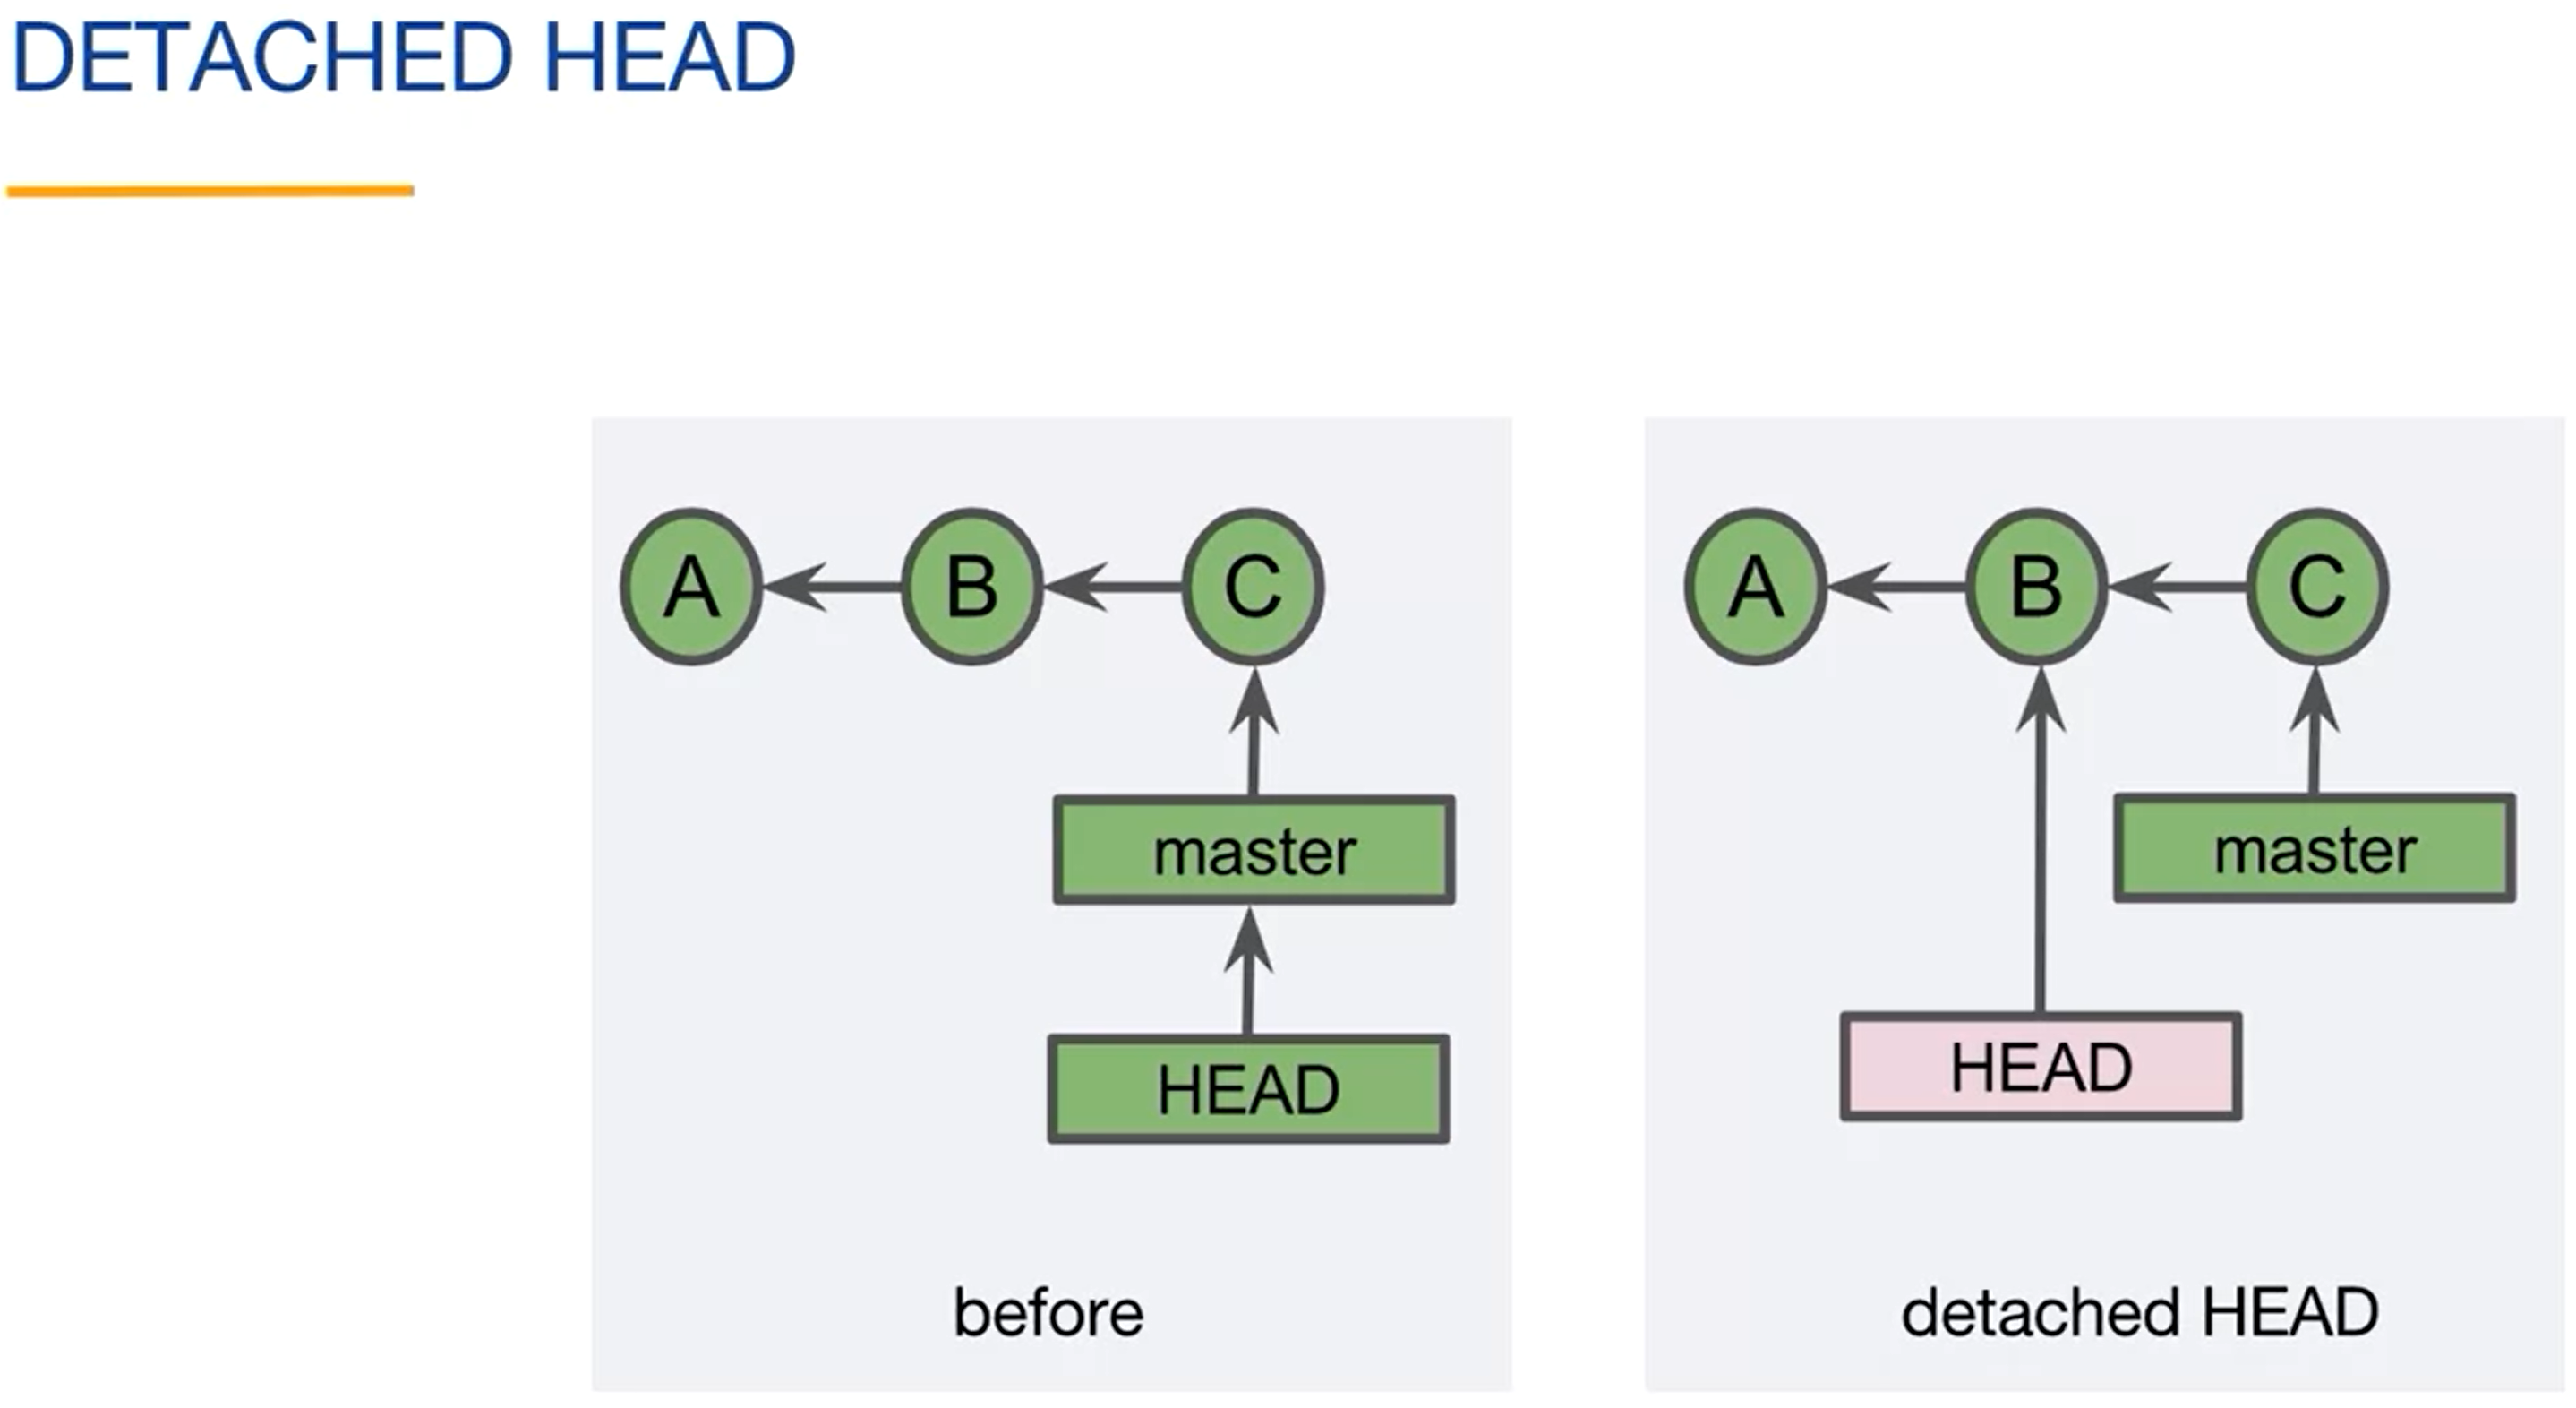 DETACHED HEAD
A B C
master
HEAD
before
A B C
master
HEAD
detached HEAD